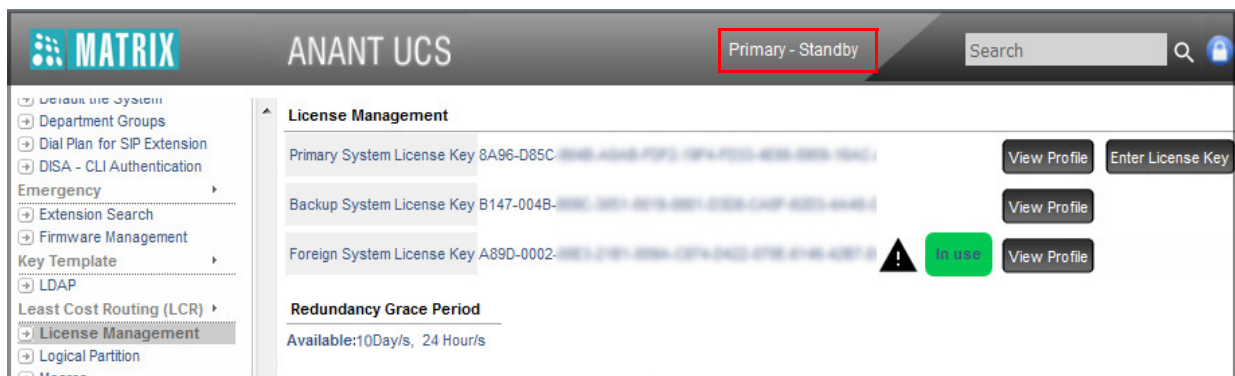 MATRIX
ANANT UCS
Primary - Standby
Search
Default the System
Department Groups
Dial Plan for SIP Extension
DISA - CLI Authentication
Emergency
Extension Search
Firmware Management
Key Template
LDAP
Least Cost Routing (LCR)
License Management
Logical Partition
License Management
Primary System License Key 8A96-D85C-
View Profile
Enter License Key
Backup System License Key B147-004B-
View Profile
Foreign System License Key A89D-0002-
In use
View Profile
Redundancy Grace Period
Available:10Day/s, 24 Hour/s